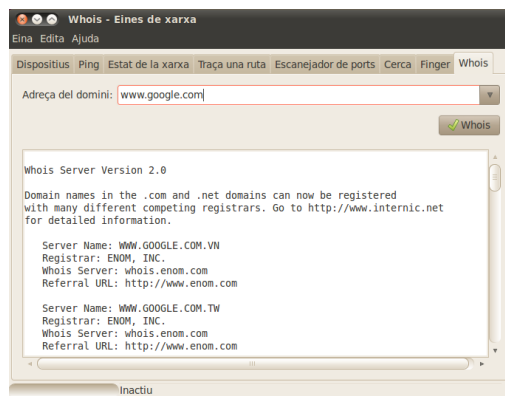 Whois - Eines de xarxa
Eina Edita Ajuda
Dispositius Ping Estat de la xarxa Traça una ruta Escanejador de ports Cerca Finger Whois
Adreça del domini: www.google.com
Whois
Whois Server Version 2.0
Domain names in the .com and .net domains can now be registered
with many different competing registrars. Go to http://www.internic.net
for detailed information.
Server Name: WWW.GOOGLE.COM.VN
Registrar: ENOM, INC.
Whois Server: whois.enom.com
Referral URL: http://www.enom.com
Server Name: WWW.GOOGLE.COM.TW
Registrar: ENOM, INC.
Whois Server: whois.enom.com
Referral URL: http://www.enom.com
Inactiu